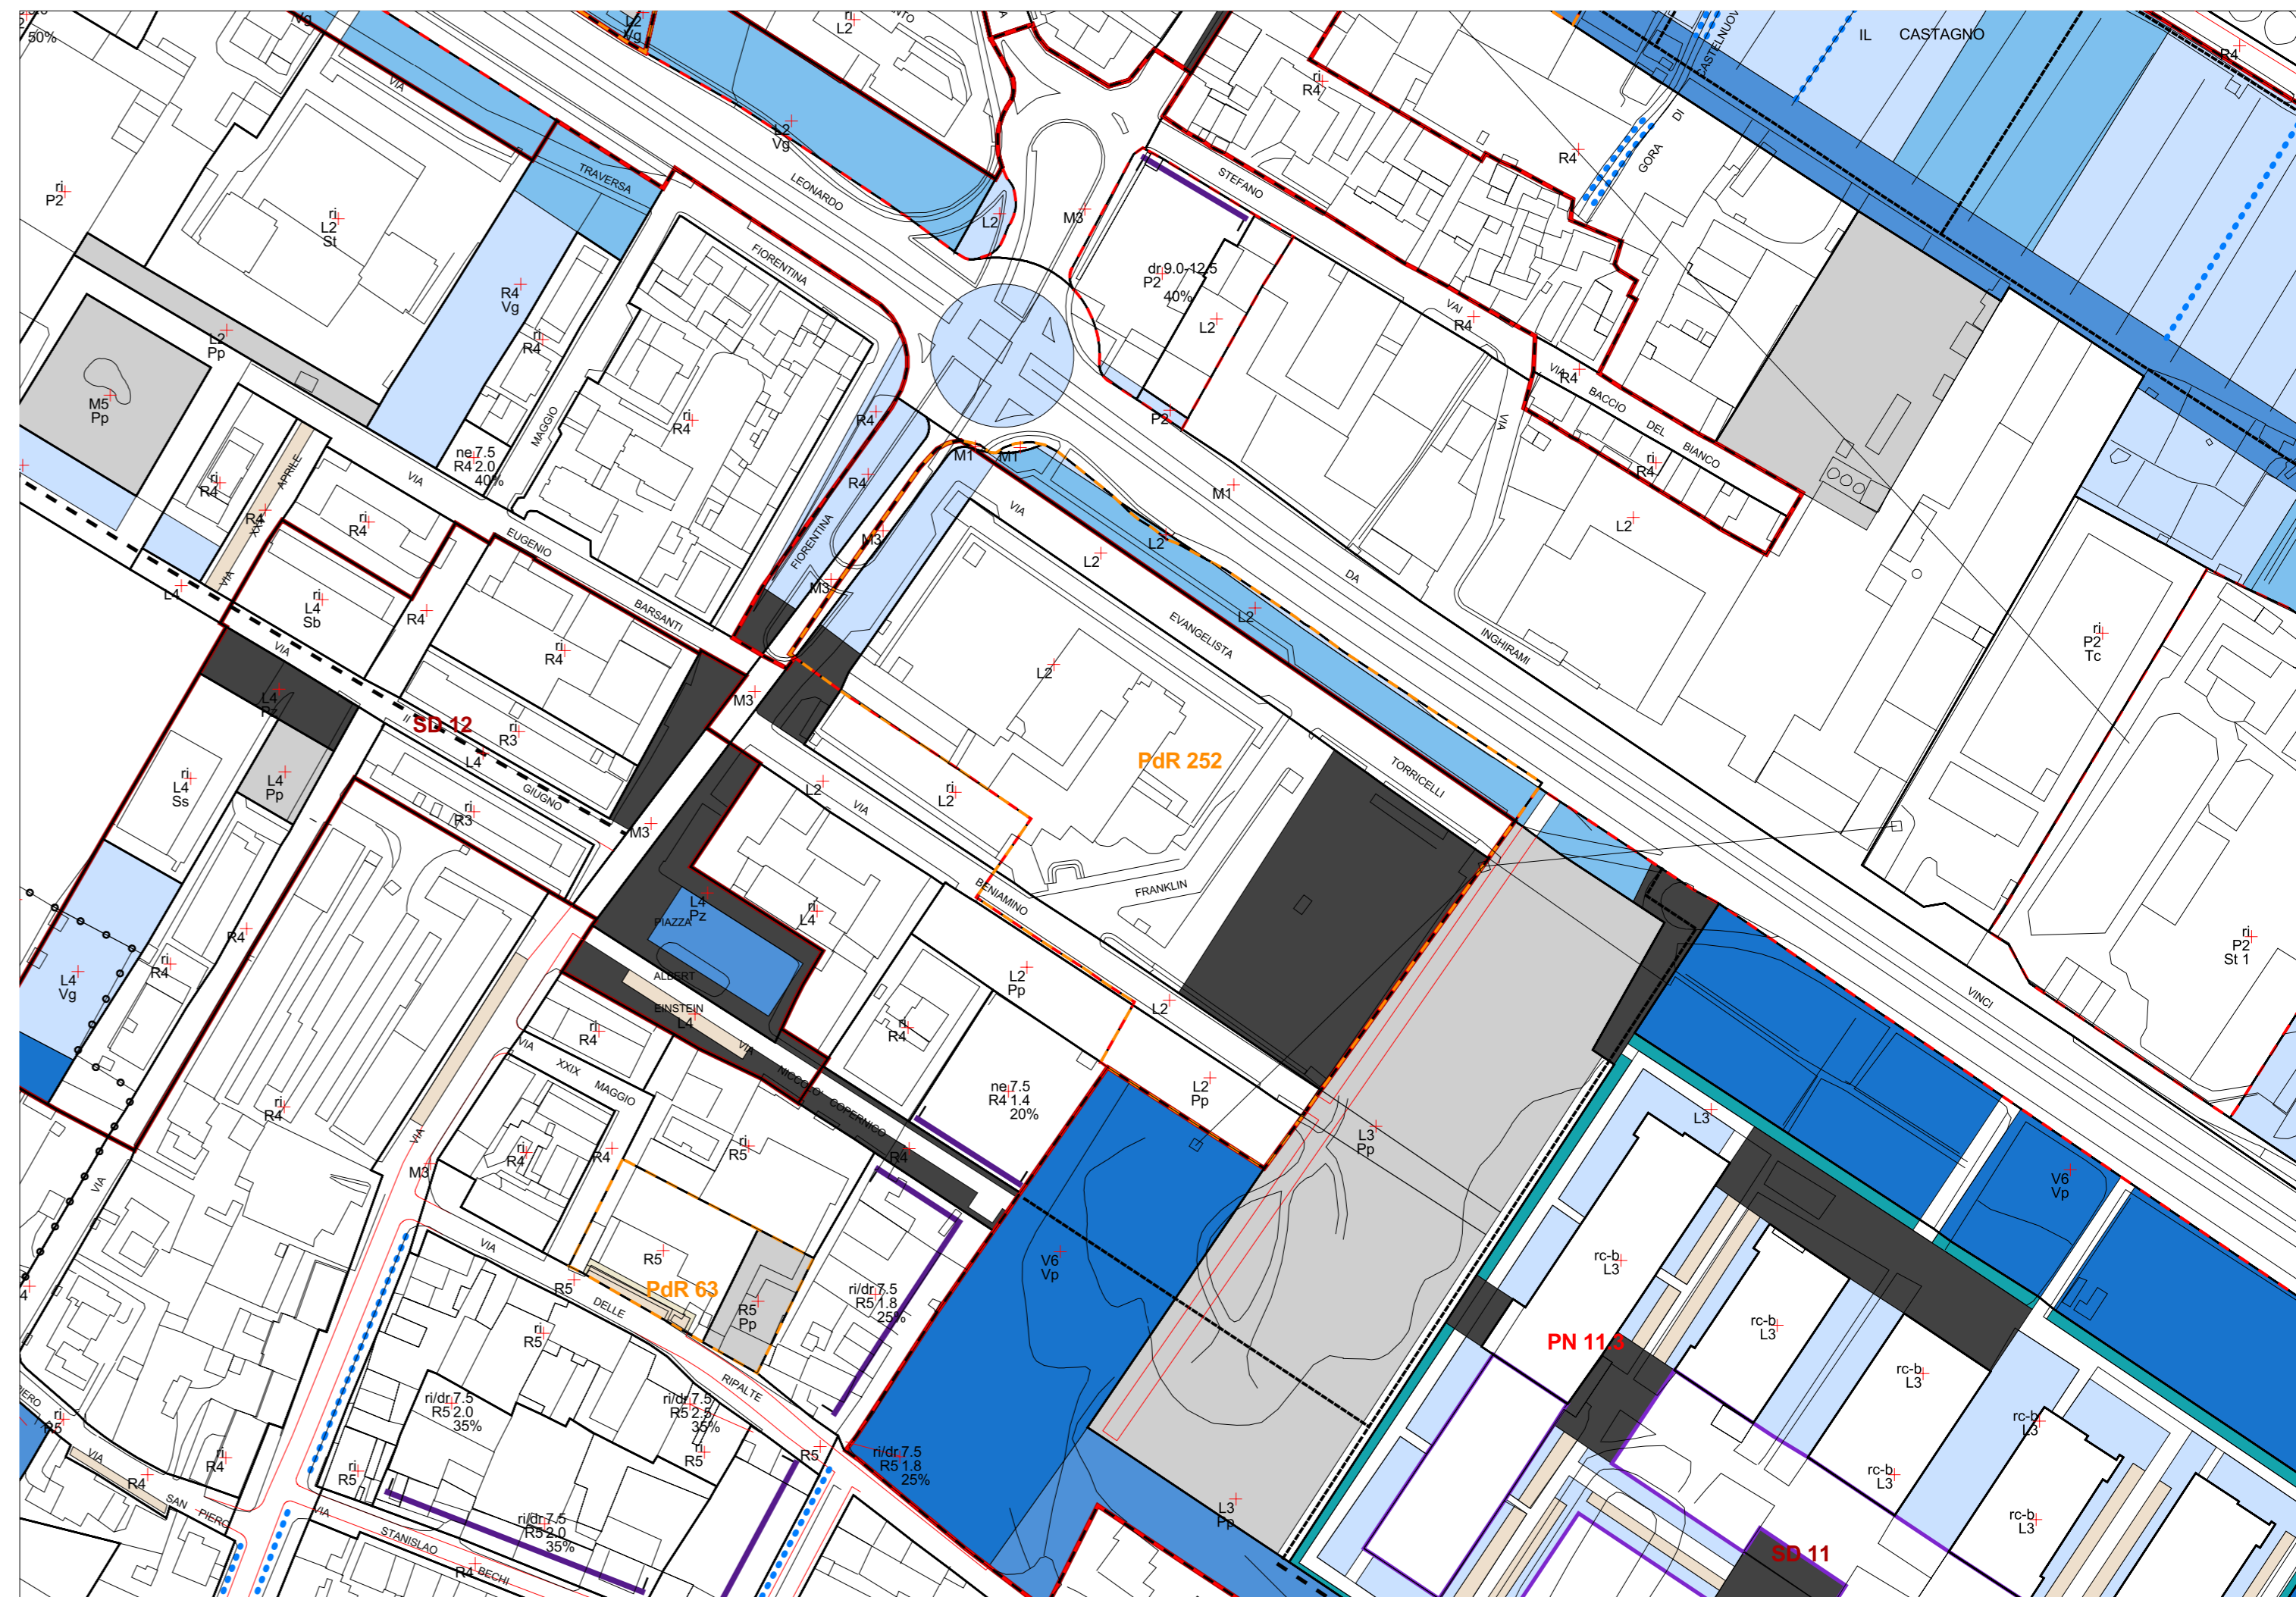 50%
Vg
L2
Vg
ri
L2
IL CASTAGNO
R4
CASTELNUOV
VIA
ri
R4
L2
Vg
DI
GORA
R4
ri
P2
ri
L2
St
TRAVERSA
LEONARDO
L2
M3
STEFANO
FIORENTINA
dr 9.0-12.5
P2
40%
R4
Vg
L2
Pp
ri
R4
L2
VAI
R4
M5
Pp
MAGGIO
ri
R4
R4
P2
VIA
R4
BACCIO
DEL
BIANCO
VIA
ne 7.5
R4 2.0
40%
VIA
M1
M1
ri
R4
ri
R4
APRILE
R4
XXV
VIA
ri
R4
R4
M1
VIA
L2
EUGENIO
FIORENTINA
M3
L2
L2
DA
L4
ri
L4
Sb
R4
BARSANTI
M3
L2
EVANGELISTA
INGHIRAMI
ri
P2
Tc
VIA
ri
R4
L2
L4
Pz
M3
II
SD 12
ri
R3
L4
PdR 252
TORRICELLI
ri
L4
Ss
L4
Pp
GIUGNO
ri
R3
M3
L2
VIA
ri
L2
BENIAMINO
FRANKLIN
L4
Pz
PIAZZA
ri
L4
R4
ri
R4
ri
P2
St 1
L4
Vg
ALBERT
EINSTEIN
L4
L2
Pp
L2
VINCI
ri
R4
VIA
ri
R4
VIA
XXIX
MAGGIO
NICCOLO'
COPERNICO
ne 7.5
R4 1.4
20%
L2
Pp
ri
R4
L3
VIA
L3
Pp
ri
R4
R4
ri
R5
R4
M3
VIA
V6
Vp
V6
Vp
VIA
R5
R5
PdR 63
R5
Pp
ri/dr 7.5
R5 1.8
25%
rc-b
L3
DELLE
ri
R5
rc-b
L3
PN 11.3
rc-b
L3
RIPALTE
PIERO
ri
R5
ri/dr 7.5
R5 2.0
35%
ri/dr 7.5
R5 2.5
35%
ri
R5
R5
ri/dr 7.5
R5 1.8
25%
rc-b
L3
VIA
R4
ri
R4
ri
R5
rc-b
L3
SAN
PIERO
VIA
STANISLAO
BECHI
R4
ri/dr 7.5
R5 2.0
35%
L3
Pp
rc-b
L3
SD 11